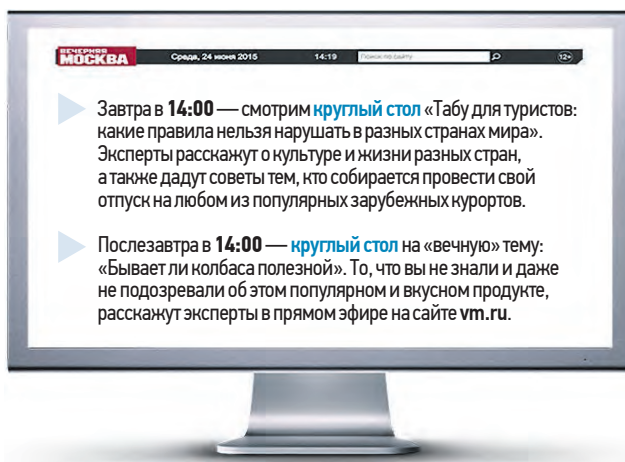 ВЕЧЕРНЯЯ
МОСКВА Среда, 24 июня 2015 14:19 Поиск по сайту 12+
Завтра в 14:00 — смотрим круглый стол «Табу для туристов:
какие правила нельзя нарушать в разных странах мира».
Эксперты расскажут о культуре и жизни разных стран,
а также дадут советы тем, кто собирается провести свой
отпуск на любом из популярных зарубежных курортов.
Послезавтра в 14:00 — круглый стол на «вечную» тему:
«Бывает ли колбаса полезной». То, что вы не знали и даже
не подозревали об этом популярном и вкусном продукте,
расскажут эксперты в прямом эфире на сайте vm.ru.